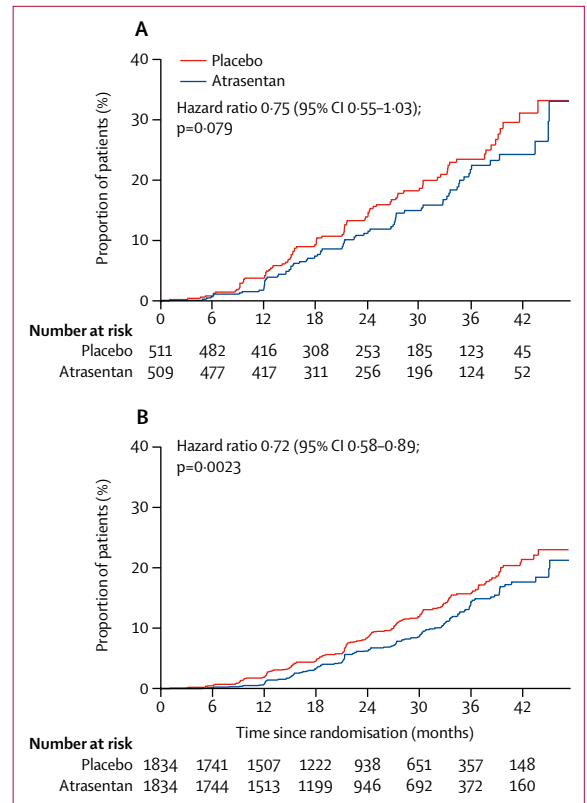 A
40
30
20
10
0
Proportion of patients (%)
Placebo
Atrasentan
Hazard ratio 0·75 (95% CI 0·55–1·03);
p=0·079
0 6 12 18 24 30 36 42
Number at risk
Placebo 511 482 416 308 253 185 123 45
Atrasentan 509 477 417 311 256 196 124 52
B
40
30
20
10
0
Proportion of patients (%)
Hazard ratio 0·72 (95% CI 0·58–0·89;
p=0·0023
0 6 12 18 24 30 36 42
Time since randomisation (months)
Number at risk
Placebo 1834 1741 1507 1222 938 651 357 148
Atrasentan 1834 1744 1513 1199 946 692 372 160